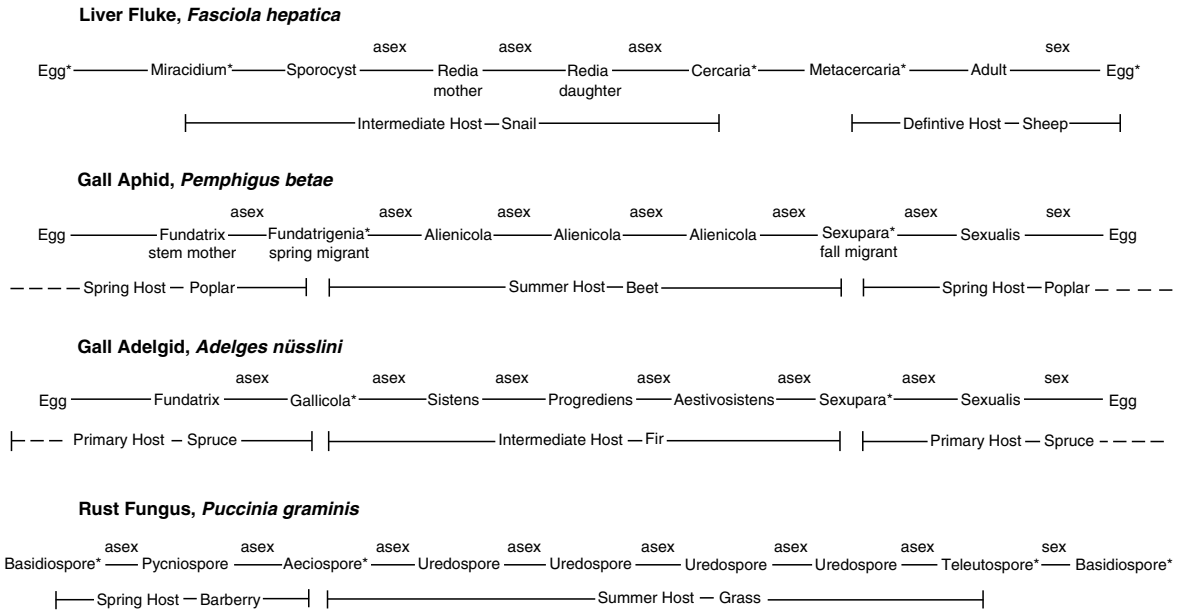 Liver Fluke, Fasciola hepatica
asex asex asex sex
Egg* Miracidium* Sporocyst Redia Redia Cercaria* Metacercaria* Adult Egg*
mother daughter
Intermediate Host — Snail Defintive Host — Sheep
Gall Aphid, Pemphigus betae
asex asex asex asex asex asex sex
Egg Fundatrix Fundatrigenia* Alienicola Alienicola Alienicola Sexupara* Sexualis Egg
stem mother spring migrant fall migrant
Spring Host — Poplar Summer Host — Beet Spring Host — Poplar
Gall Adelgid, Adelges nüsslini
asex asex asex asex asex asex sex
Egg Fundatrix Gallicola* Sistens Progrediens Aestivosistens Sexupara* Sexualis Egg
Primary Host — Spruce Intermediate Host — Fir Primary Host — Spruce
Rust Fungus, Puccinia graminis
asex asex asex asex asex asex asex sex
Basidiospore* Pycniospore Aeciospore* Uredospore Uredospore Uredospore Uredospore Teleutospore* Basidiospore*
Spring Host — Barberry Summer Host — Grass